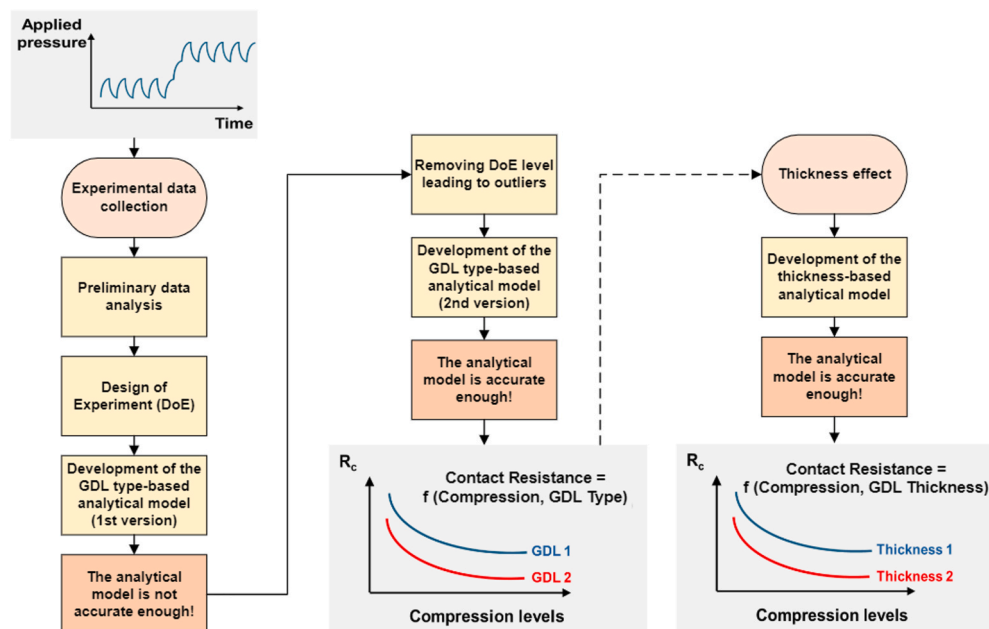 Applied
pressure
Time
Experimental data
collection
Preliminary data
analysis
Design of
Experiment (DoE)
Development of the
GDL type-based
analytical model
(1st version)
The analytical
model is not
accurate enough!
Removing DoE level
leading to outliers
Development of the
GDL type-based
analytical model
(2nd version)
The analytical
model is accurate
enough!
Rc
Contact Resistance =
f (Compression, GDL Type)
GDL 1
GDL 2
Compression levels
Thickness effect
Development of the
thickness-based
analytical model
The analytical
model is accurate
enough!
Rc
Contact Resistance =
f (Compression, GDL Thickness)
Thickness 1
Thickness 2
Compression levels